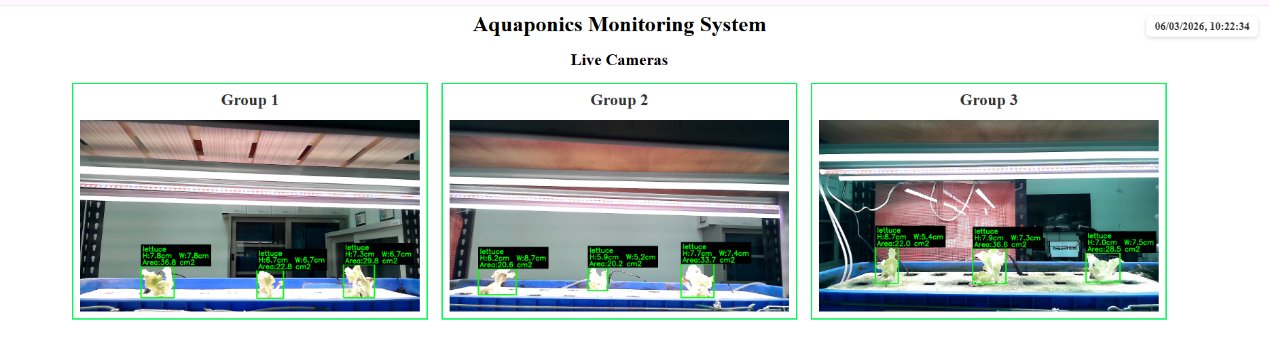 Aquaponics Monitoring System
06/03/2026, 10:22:34
Live Cameras
Group 1
lettuce
H:7.8cm W:7.8cm
Area:36.8 cm2
H:6.7cm W:6.7cm
Area:22.8 cm2
lettuce
H:7.3cm W:6.7cm
Area:29.8 cm2
Group 2
lettuce
H:6.2cm W:8.7cm
Area:20.6 cm2
lettuce
H:5.9cm W:5.2cm
Area:20.2 cm2
lettuce
H:7.7cm W:7.4cm
Area:33.7 cm2
Group 3
lettuce
H:8.7cm W:5.4cm
Area:22.0 cm2
lettuce
H:7.9cm W:7.3cm
Area:36.6 cm2
lettuce
H:7.0cm W:7.5cm
Area:28.5 cm2